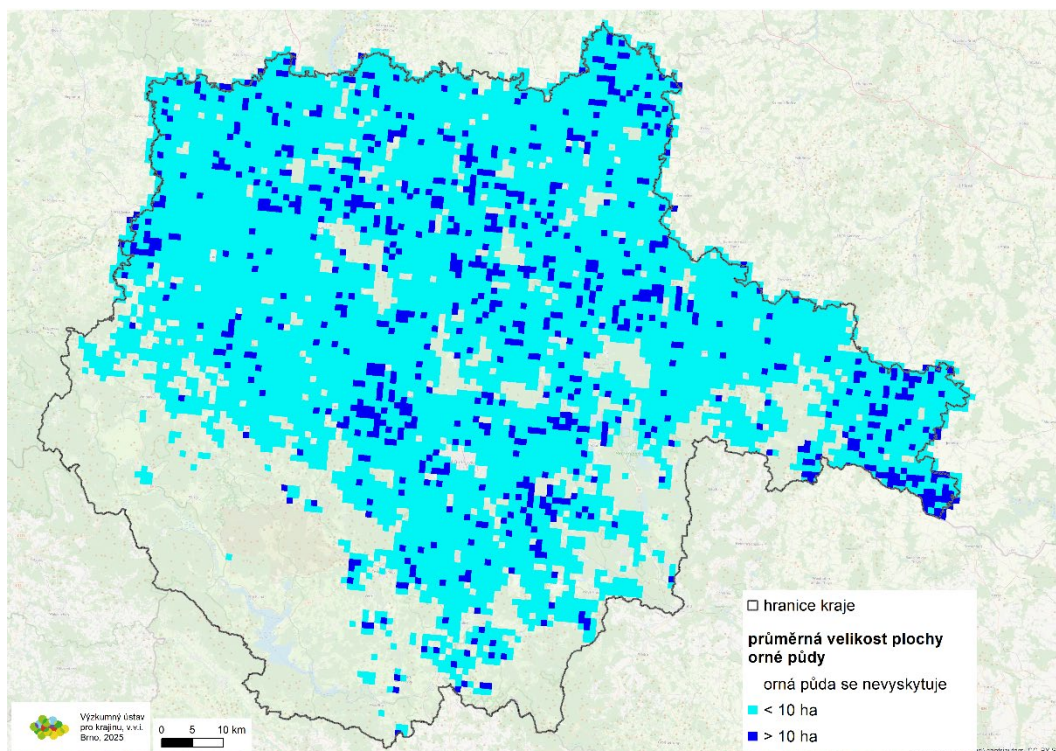 hranice kraje
průměrná velikost plochy
orné půdy
orná půda se nevyskytuje
< 10 ha
> 10 ha
Výzkumný ústav
pro krajinu, v.v.i.
Brno, 2025
0 5 10 km